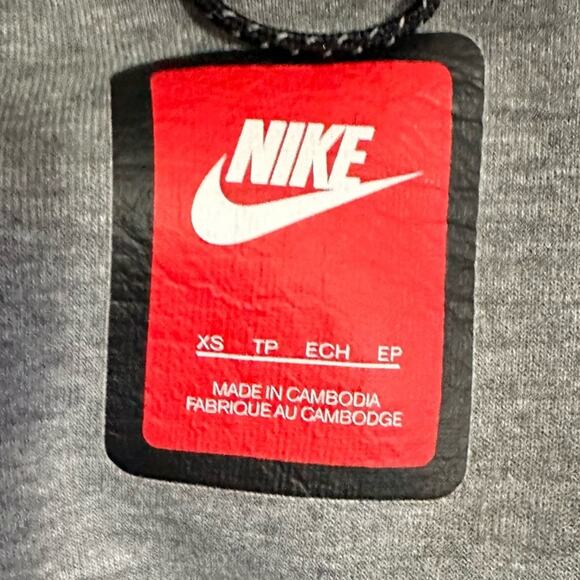 NIKE
XS TP ECH EP
MADE IN CAMBODIA
FABRIQUE AU CAMBODGE